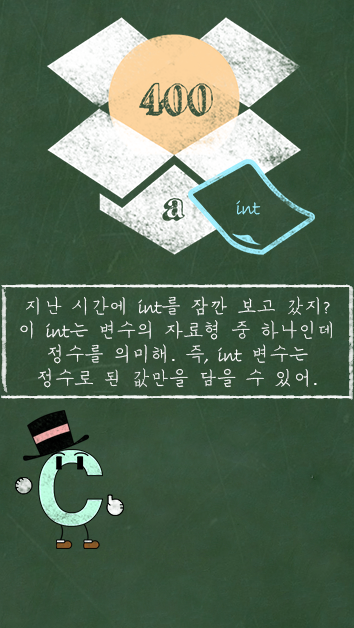 400
a
int
지난 시간에 int를 잠깐 보고 갔지?
이 int는 변수의 자료형 중 하나인데
정수를 의미해. 즉, int 변수는
정수로 된 값만을 담을 수 있어.
C